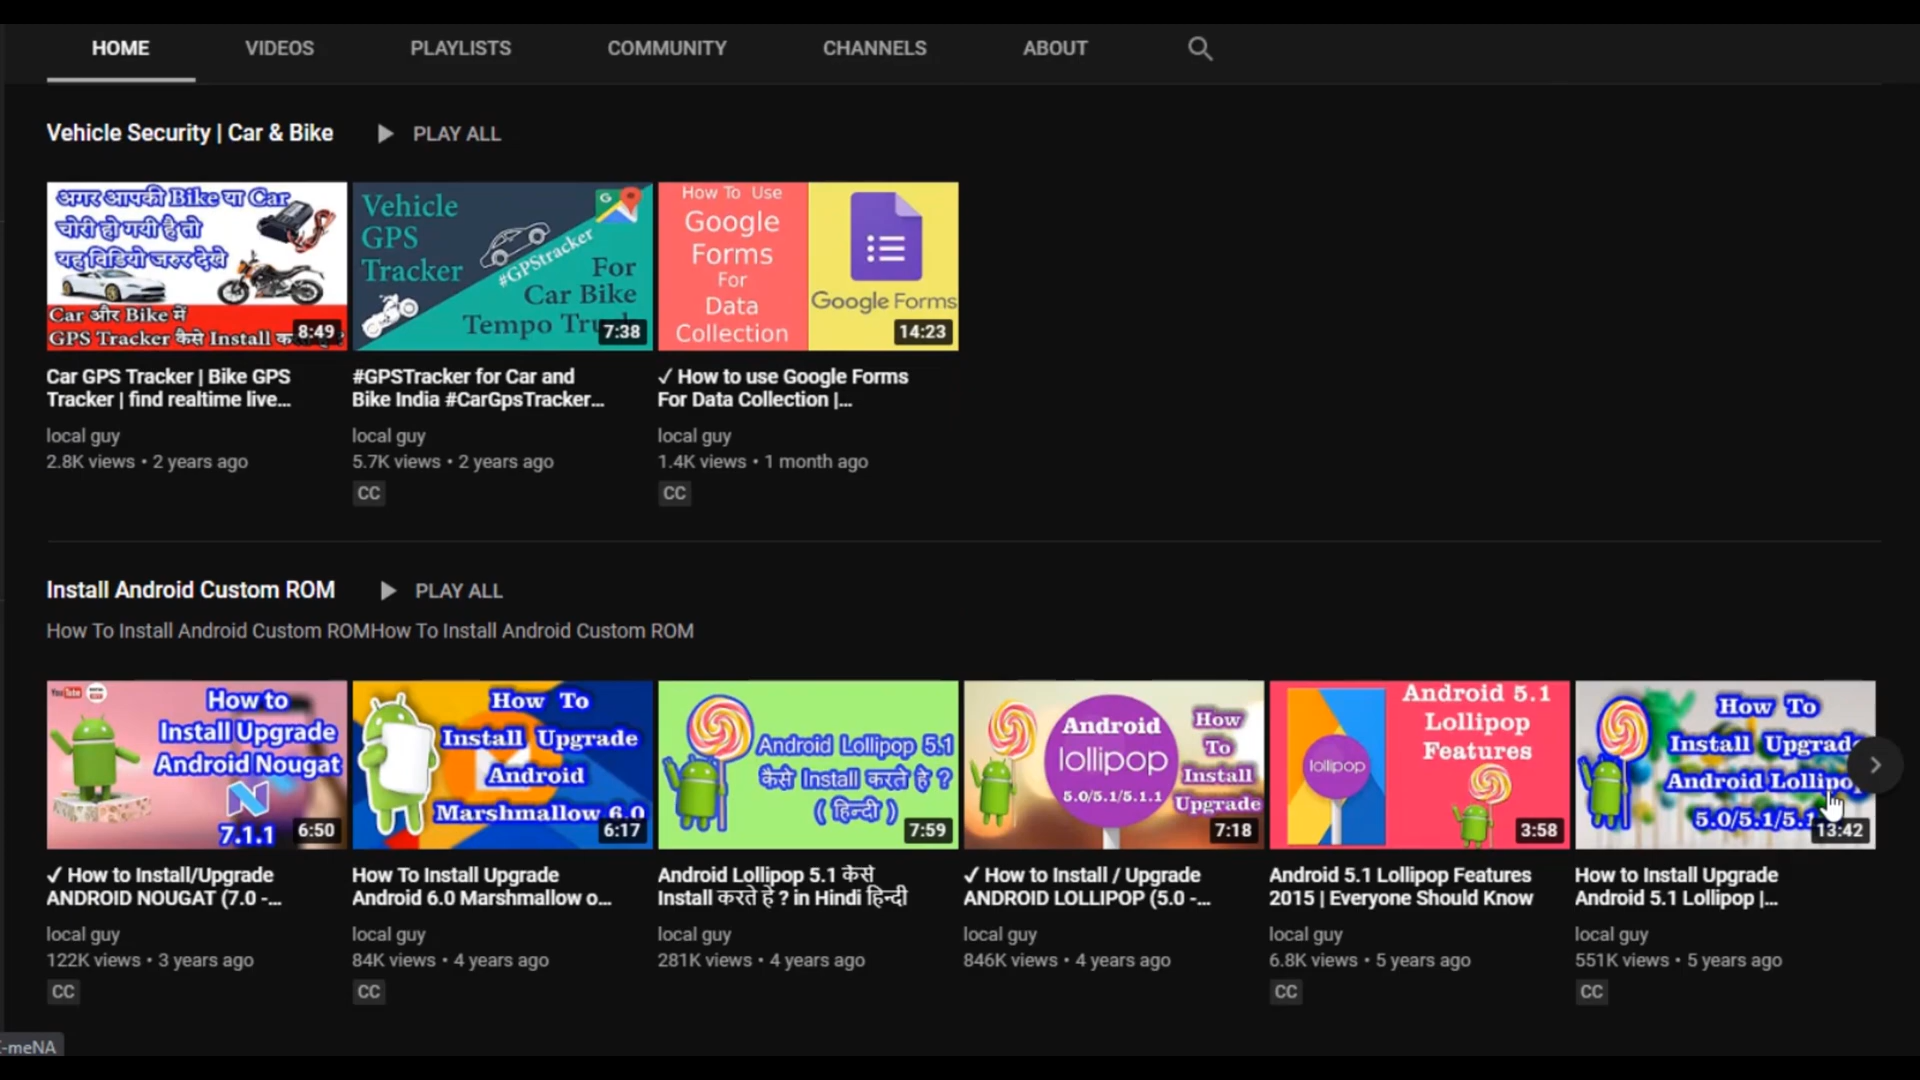 HOME VIDEOS PLAYLISTS COMMUNITY CHANNELS ABOUT
Vehicle Security | Car & Bike PLAY ALL
अगर आपकी Bike या Car
चोरी हो गयी है तो
यह विडियो जरुर देखे
Car और Bike में
GPS Tracker कैसे Install
8:49
Vehicle
GPS
Tracker
#GPStracker
For
Car Bike
Tempo
7:38
How To Use
Google
Forms
For
Data
Collection
Google Forms
14:23
Car GPS Tracker | Bike GPS
Tracker | find realtime live...
local guy
2.8K views • 2 years ago
#GPSTracker for Car and
Bike India #CarGpsTracker...
local guy
5.7K views • 2 years ago
CC
✓ How to use Google Forms
For Data Collection |...
local guy
1.4K views • 1 month ago
CC
Install Android Custom ROM PLAY ALL
How To Install Android Custom ROMHow To Install Android Custom ROM
YouTube
How to
Install Upgrade
Android Nougat
N
7.1.1
6:50
How To
Install Upgrade
Android
Marshmallow 6.0
6:17
Android Lollipop 5.1
कैसे Install करते है ?
( हिन्दी )
7:59
Android
lollipop
5.0/5.1/5.1.1
How
To
Install
Upgrade
7:18
Android 5.1
Lollipop
Features
lollipop
3:58
How To
Install Upgrade
Android Lollipo
5.0/5.1/5.1
13:42
✓ How to Install/Upgrade
ANDROID NOUGAT (7.0 -...
local guy
122K views • 3 years ago
CC
How To Install Upgrade
Android 6.0 Marshmallow o...
local guy
84K views • 4 years ago
CC
Android Lollipop 5.1 कैसे
Install करते हे ? in Hindi हिन्दी
local guy
281K views • 4 years ago
✓ How to Install / Upgrade
ANDROID LOLLIPOP (5.0 -...
local guy
846K views • 4 years ago
Android 5.1 Lollipop Features
2015 | Everyone Should Know
local guy
6.8K views • 5 years ago
CC
How to Install Upgrade
Android 5.1 Lollipop |...
local guy
551K views • 5 years ago
CC
-meNA